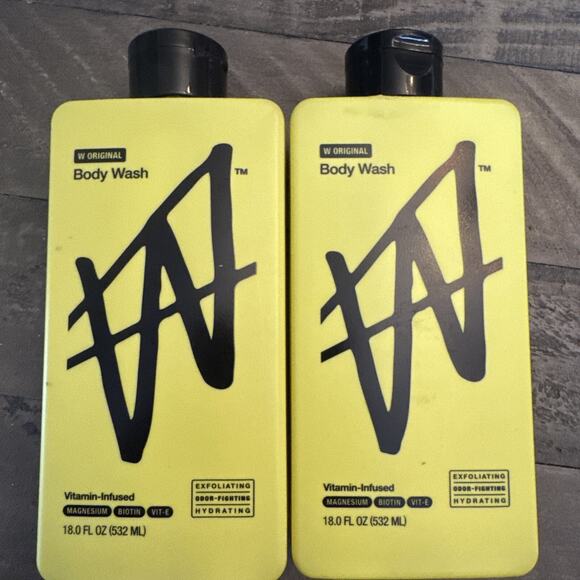 W ORIGINAL
Body Wash
W
TM
Vitamin-Infused
MAGNESIUM BIOTIN VIT-E
18.0 FL OZ (532 ML)
EXFOLIATING
ODOR-FIGHTING
HYDRATING
W ORIGINAL
Body Wash
W
TM
Vitamin-Infused
MAGNESIUM BIOTIN VIT-E
18.0 FL OZ (532 ML)
EXFOLIATING
ODOR-FIGHTING
HYDRATING